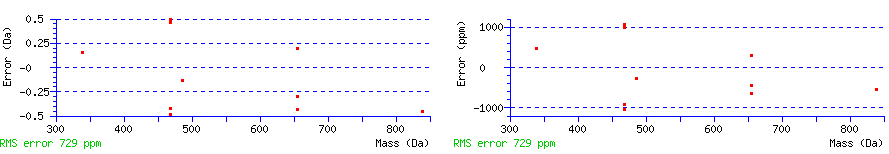 0.5
0.25
-0
-0.25
-0.5
Error (Da)
300 400 500 600 700 800
RMS error 729 ppm Mass (Da)
1000
0
-1000
Error (ppm)
300 400 500 600 700 800
RMS error 729 ppm Mass (Da)